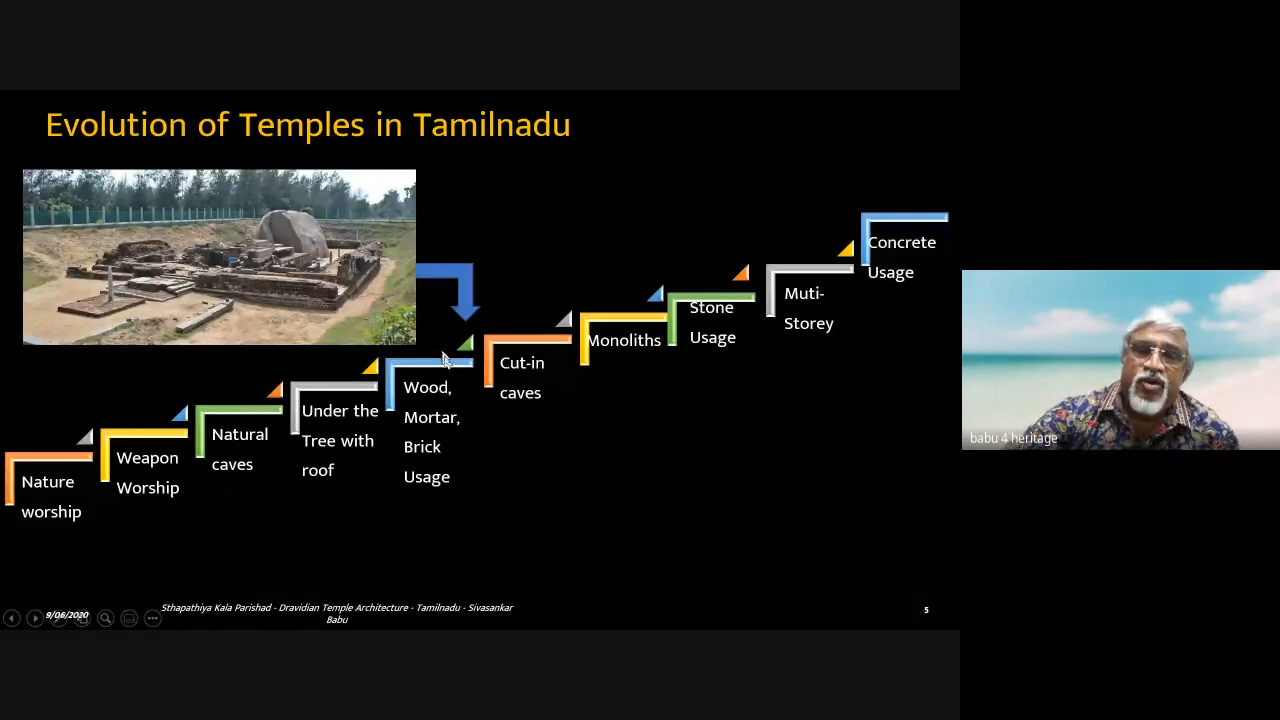 Evolution of Temples in Tamilnadu
Nature
worship
Weapon
Worship
Natural
caves
Under the
Tree with
roof
Wood,
Mortar,
Brick
Usage
Cut-in
caves
Monoliths
Stone
Usage
Muti-
Storey
Concrete
Usage
babu 4 heritage
9/06/2020
Sthapathiya Kala Parishad - Dravidian Temple Architecture - Tamilnadu - Sivasankar
Babu
5